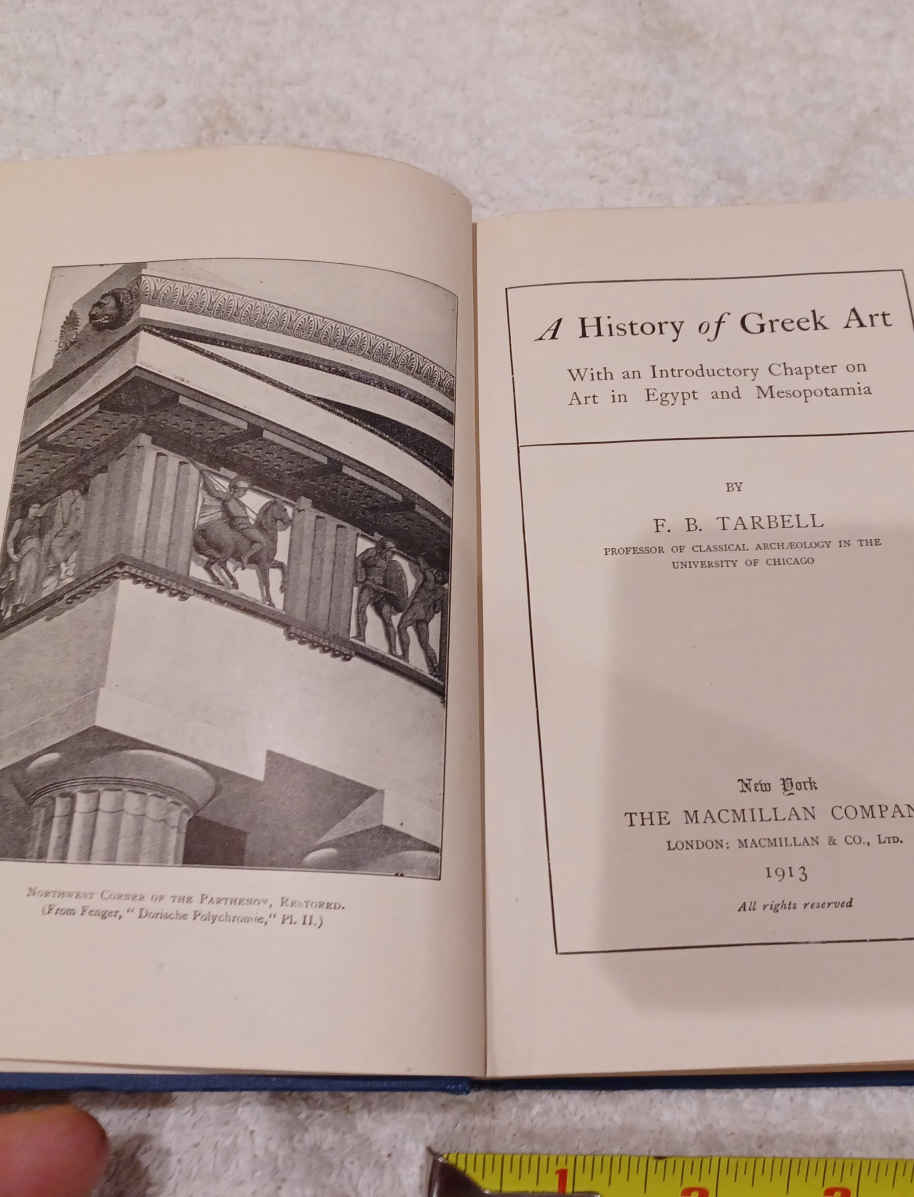 Northwest Corner of the Parthenon, Restored.
(From Fenger, "Dorische Polychromie," Pl. II.)
A History of Greek Art
With an Introductory Chapter on
Art in Egypt and Mesopotamia
BY
F. B. TARBELL
PROFESSOR OF CLASSICAL ARCHÆOLOGY IN THE
UNIVERSITY OF CHICAGO
New York
THE MACMILLAN COMPAN
LONDON: MACMILLAN & CO., LTD.
1913
All rights reserved
1